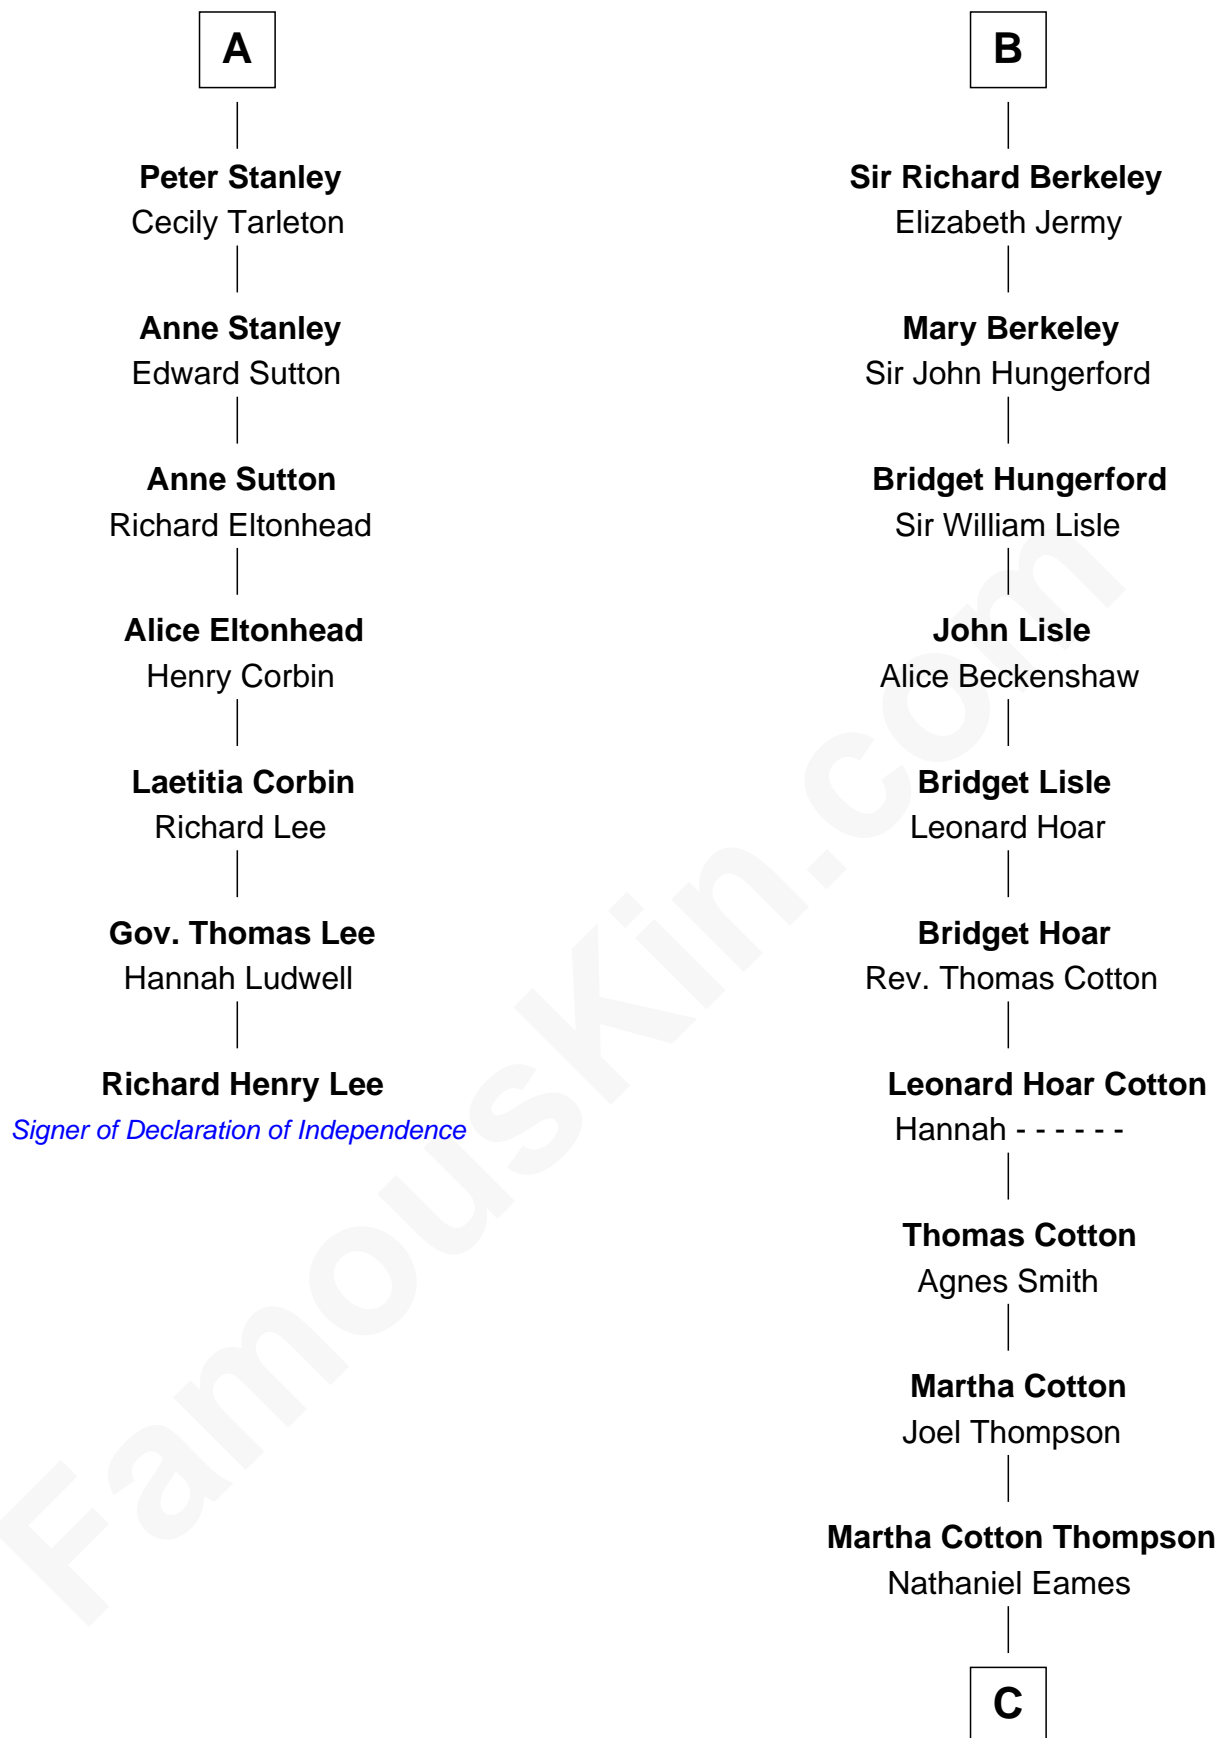 A
Peter Stanley
Cecily Tarleton
Anne Stanley
Edward Sutton
Anne Sutton
Richard Eltonhead
Alice Eltonhead
Henry Corbin
Laetitia Corbin
Richard Lee
Gov. Thomas Lee
Hannah Ludwell
Richard Henry Lee
Signer of Declaration of Independence
B
Sir Richard Berkeley
Elizabeth Jermy
Mary Berkeley
Sir John Hungerford
Bridget Hungerford
Sir William Lisle
John Lisle
Alice Beckenshaw
Bridget Lisle
Leonard Hoar
Bridget Hoar
Rev. Thomas Cotton
Leonard Hoar Cotton
Hannah - - - - - -
Thomas Cotton
Agnes Smith
Martha Cotton
Joel Thompson
Martha Cotton Thompson
Nathaniel Eames
C
FamousKin.com